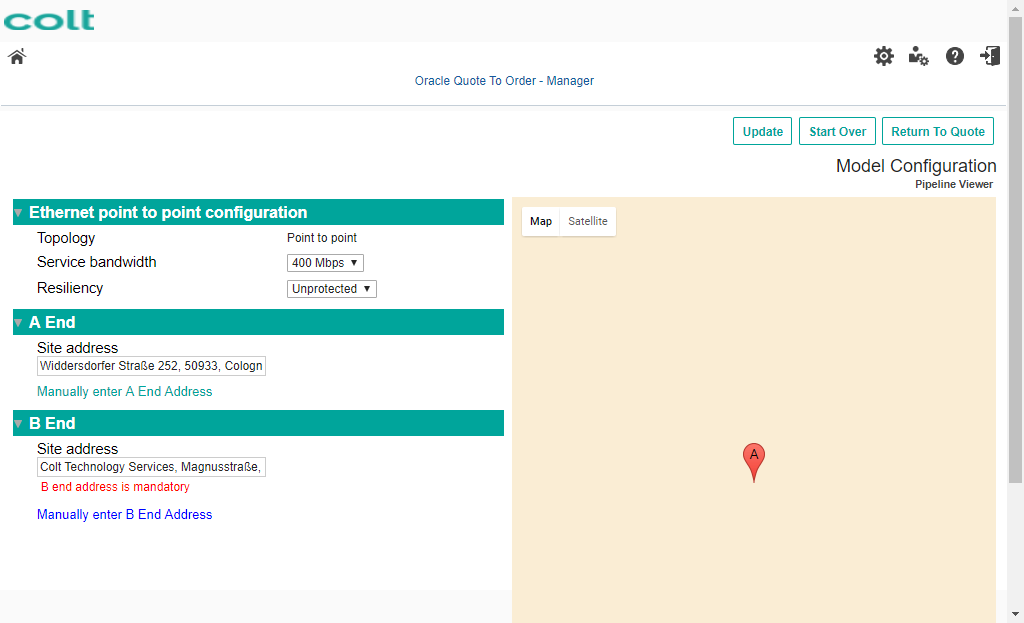 colt
Oracle Quote To Order - Manager
Update
Start Over
Return To Quote
Model Configuration
Pipeline Viewer
Ethernet point to point configuration
Topology
Point to point
Service bandwidth
400 Mbps
Resiliency
Unprotected
A End
Site address
Widdersdorfer Straße 252, 50933, Cologn
Manually enter A End Address
B End
Site address
Colt Technology Services, Magnusstraße,
B end address is mandatory
Manually enter B End Address
Map
Satellite
A